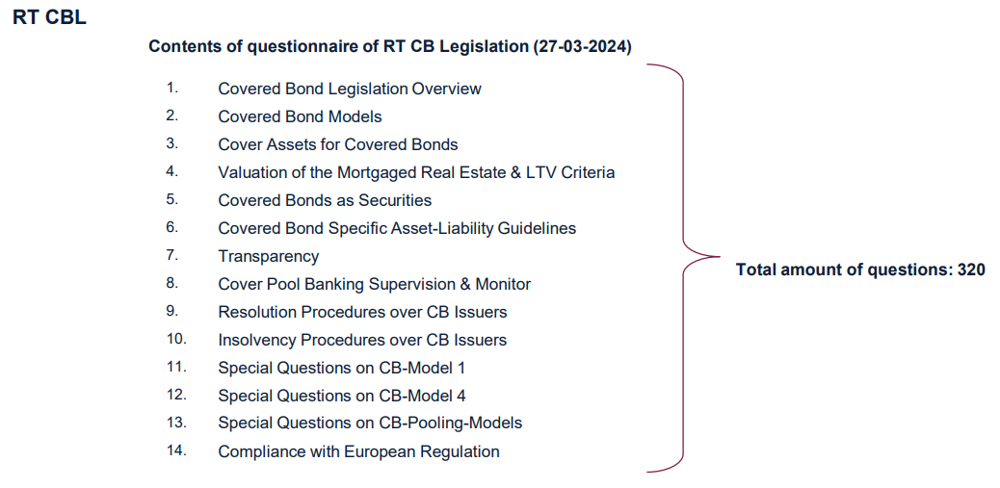 RT CBL
Contents of questionnaire of RT CB Legislation (27-03-2024)
1. Covered Bond Legislation Overview
2. Covered Bond Models
3. Cover Assets for Covered Bonds
4. Valuation of the Mortgaged Real Estate & LTV Criteria
5. Covered Bonds as Securities
6. Covered Bond Specific Asset-Liability Guidelines
7. Transparency
8. Cover Pool Banking Supervision & Monitor
9. Resolution Procedures over CB Issuers
10. Insolvency Procedures over CB Issuers
11. Special Questions on CB-Model 1
12. Special Questions on CB-Model 4
13. Special Questions on CB-Pooling-Models
14. Compliance with European Regulation
Total amount of questions: 320